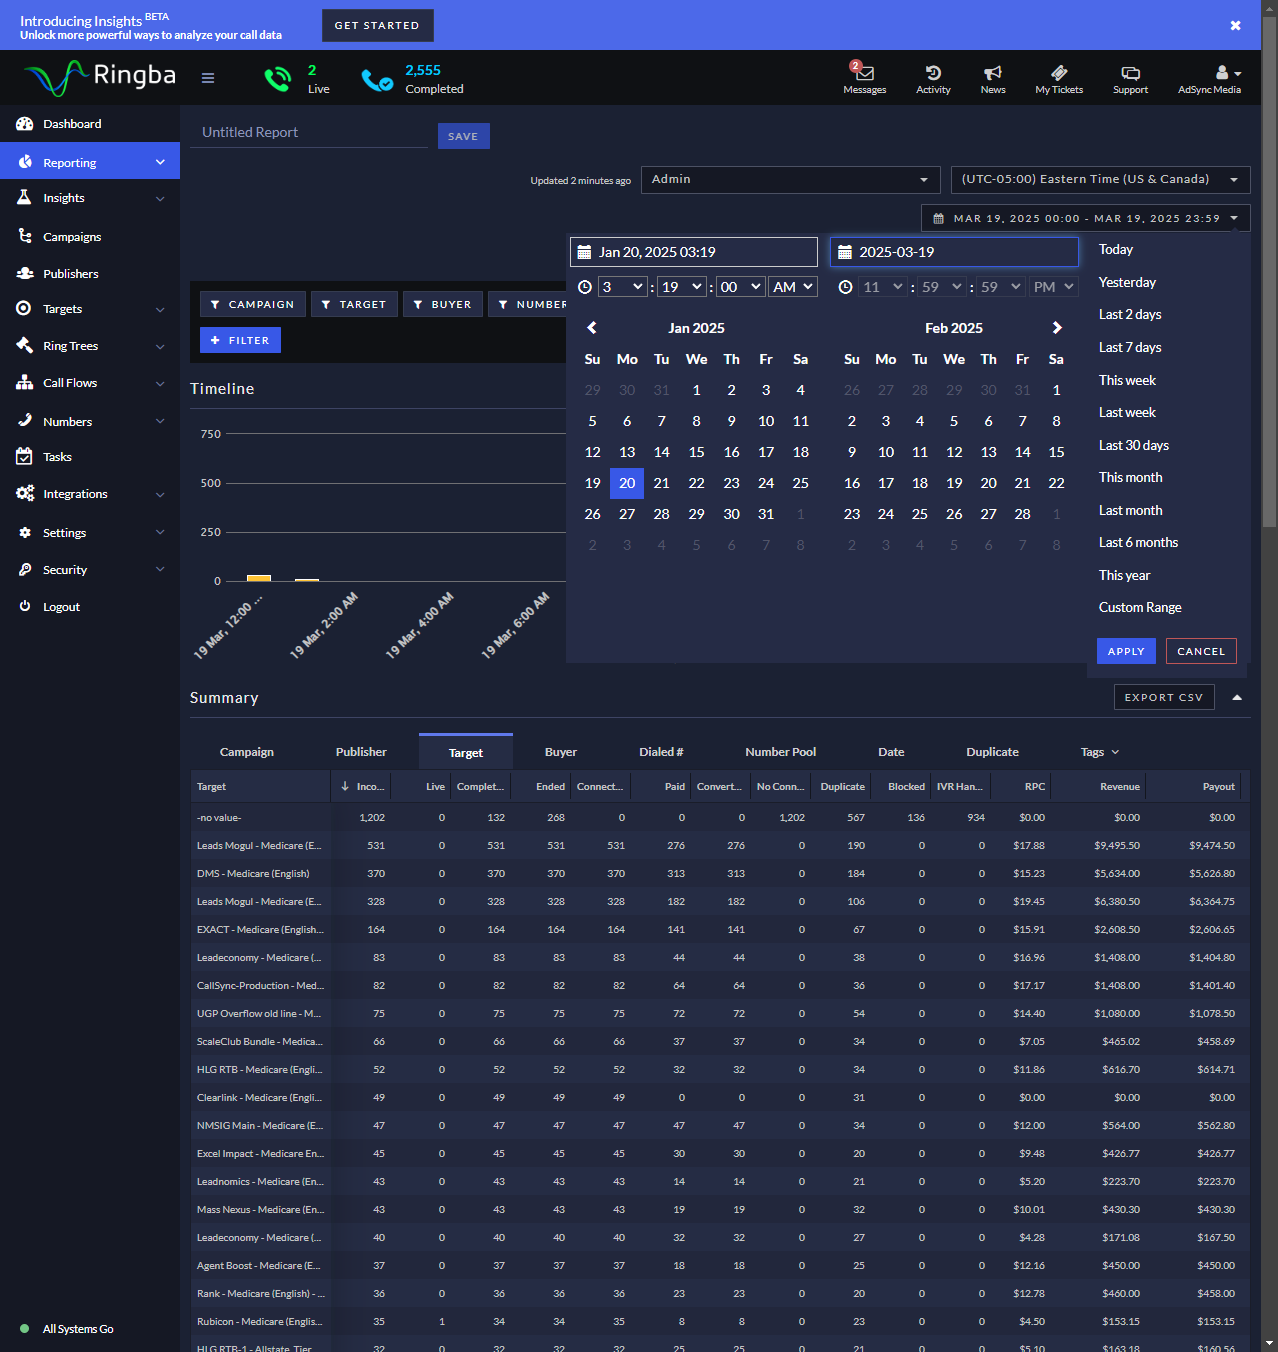 Introducing Insights BETA
Unlock more powerful ways to analyze your call data
GET STARTED
Ringba
2
Live
2,555
Completed
2
Messages
Activity
News
My Tickets
Support
AdSync Media
Dashboard
Reporting
Insights
Campaigns
Publishers
Targets
Ring Trees
Call Flows
Numbers
Tasks
Integrations
Settings
Security
Logout
All Systems Go
Untitled Report
SAVE
Updated 2 minutes ago
Admin
(UTC-05:00) Eastern Time (US & Canada)
MAR 19, 2025 00:00 - MAR 19, 2025 23:59
CAMPAIGN
TARGET
BUYER
NUMBER
FILTER
Jan 20, 2025 03:19
2025-03-19
3 : 19 : 00 AM
11 : 59 : 59 PM
Jan 2025
Su Mo Tu We Th Fr Sa
29 30 31 1 2 3 4
5 6 7 8 9 10 11
12 13 14 15 16 17 18
19 20 21 22 23 24 25
26 27 28 29 30 31 1
2 3 4 5 6 7 8
Feb 2025
Su Mo Tu We Th Fr Sa
26 27 28 29 30 31 1
2 3 4 5 6 7 8
9 10 11 12 13 14 15
16 17 18 19 20 21 22
23 24 25 26 27 28 1
2 3 4 5 6 7 8
Today
Yesterday
Last 2 days
Last 7 days
This week
Last week
Last 30 days
This month
Last month
Last 6 months
This year
Custom Range
APPLY
CANCEL
Timeline
750
500
250
0
19 Mar, 12:00 ...
19 Mar, 2:00 AM
19 Mar, 4:00 AM
19 Mar, 6:00 AM
Summary
EXPORT CSV
Campaign Publisher Target Buyer Dialed # Number Pool Date Duplicate Tags
Target Inco... Live Complet... Ended Connect... Paid Convert... No Conn... Duplicate Blocked IVR Han... RPC Revenue Payout
-no value- 1,202 0 132 268 0 0 0 1,202 567 136 934 $0.00 $0.00 $0.00
Leads Mogul - Medicare (E... 531 0 531 531 531 276 276 0 190 0 0 $17.88 $9,495.50 $9,474.50
DMS - Medicare (English) 370 0 370 370 370 313 313 0 184 0 0 $15.23 $5,634.00 $5,626.80
Leads Mogul - Medicare (E... 328 0 328 328 328 182 182 0 106 0 0 $19.45 $6,380.50 $6,364.75
EXACT - Medicare (English... 164 0 164 164 164 141 141 0 67 0 0 $15.91 $2,608.50 $2,606.65
Leadeconomy - Medicare (... 83 0 83 83 83 44 44 0 38 0 0 $16.96 $1,408.00 $1,404.80
CallSync-Production - Med... 82 0 82 82 82 64 64 0 36 0 0 $17.17 $1,408.00 $1,401.40
UGP Overflow old line - M... 75 0 75 75 75 72 72 0 54 0 0 $14.40 $1,080.00 $1,078.50
ScaleClub Bundle - Medica... 66 0 66 66 66 37 37 0 34 0 0 $7.05 $465.02 $458.69
HLG RTB - Medicare (Engli... 52 0 52 52 52 32 32 0 34 0 0 $11.86 $616.70 $614.71
Clearlink - Medicare (Engli... 49 0 49 49 49 0 0 0 31 0 0 $0.00 $0.00 $0.00
NMSIG Main - Medicare (E... 47 0 47 47 47 47 47 0 34 0 0 $12.00 $564.00 $562.80
Excel Impact - Medicare En... 45 0 45 45 45 30 30 0 20 0 0 $9.48 $426.77 $426.77
Leadnomics - Medicare (En... 43 0 43 43 43 14 14 0 21 0 0 $5.20 $223.70 $223.70
Mass Nexus - Medicare (En... 43 0 43 43 43 19 19 0 32 0 0 $10.01 $430.30 $430.30
Leadeconomy - Medicare (... 40 0 40 40 40 32 32 0 27 0 0 $4.28 $171.08 $167.50
Agent Boost - Medicare (E... 37 0 37 37 37 18 18 0 25 0 0 $12.16 $450.00 $450.00
Rank - Medicare (English) - ... 36 0 36 36 36 23 23 0 20 0 0 $12.78 $460.00 $458.00
Rubicon - Medicare (Englis... 35 1 34 34 35 8 8 0 23 0 0 $4.50 $153.15 $153.15
HLG RTB-1 - Allstate Tier 32 0 32 32 32 25 25 0 21 0 0 $5.10 $163.18 $160.56